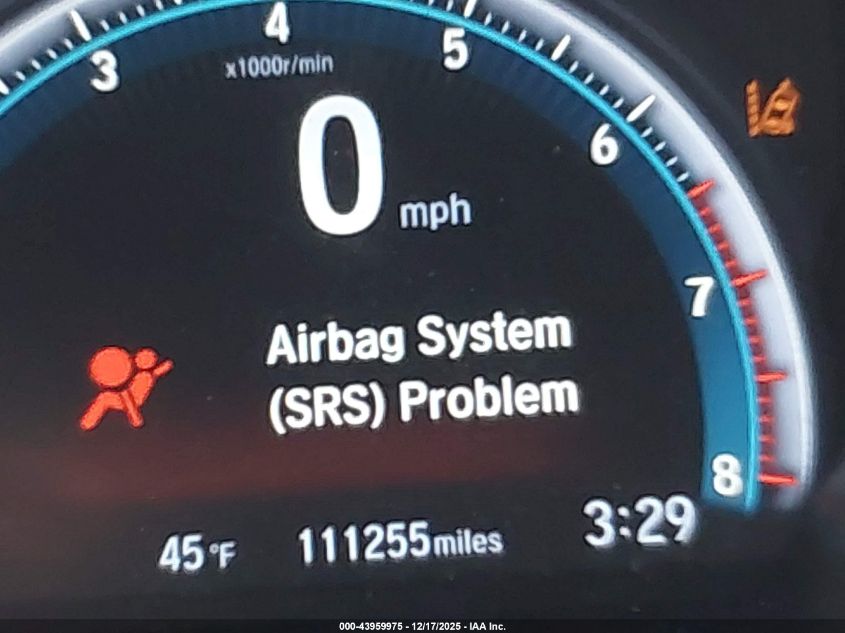 4
3
5
x1000r/min
6
0 mph
7
Airbag System
(SRS) Problem
8
45°F 111255miles 3:29
000-43959975 - 12/17/2025 - IAA Inc.